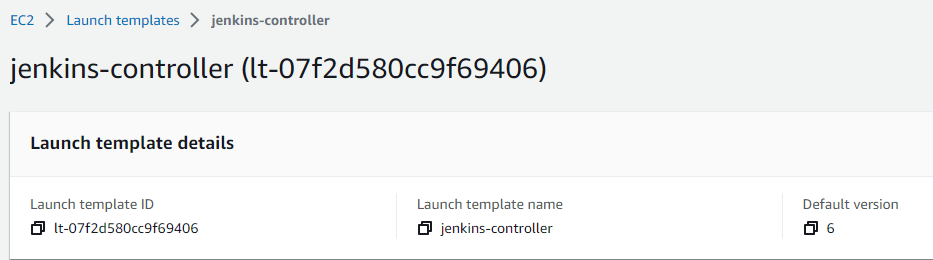 EC2 > Launch templates > jenkins-controller
jenkins-controller (lt-07f2d580cc9f69406)
Launch template details
Launch template ID
lt-07f2d580cc9f69406
Launch template name
jenkins-controller
Default version
6